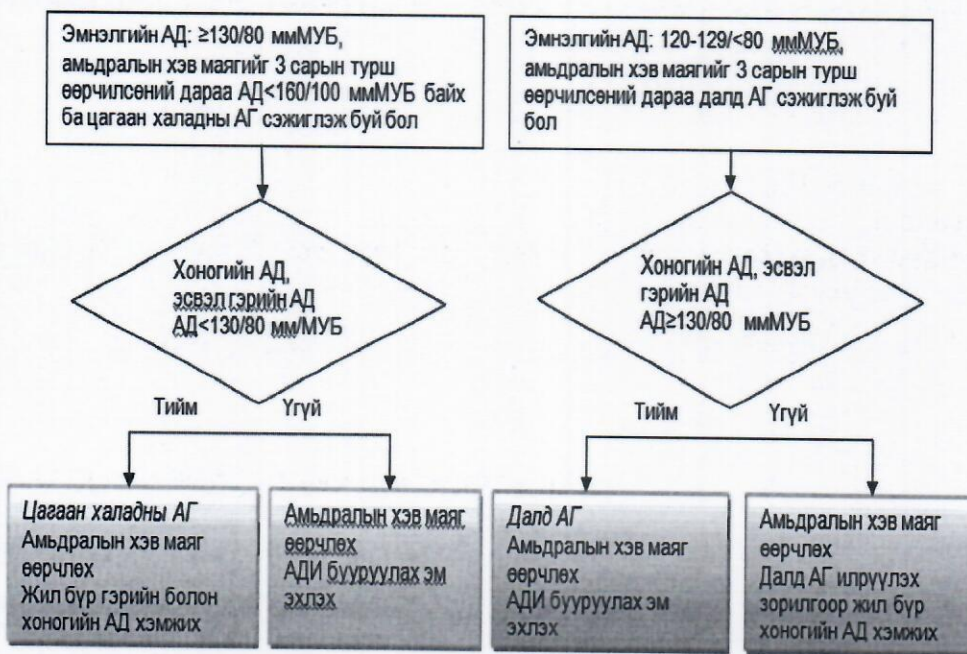 Эмнэлгийн АД: ≥130/80 ммМУБ,
амьдралын хэв маягийг 3 сарын турш
өөрчилсөний дараа АД<160/100 ммМУБ байх
ба цагаан халадны АГ сэжиглэж буй бол
Эмнэлгийн АД: 120-129/<80 ммМУБ,
амьдралын хэв маягийг 3 сарын турш
өөрчилсөний дараа далд АГ сэжиглэж буй
бол
Хоногийн АД,
эсвэл гэрийн АД
АД<130/80 мм/МУБ
Хоногийн АД, эсвэл
гэрийн АД
АД≥130/80 ммМУБ
Тийм Үгүй
Тийм Үгүй
Цагаан халадны АГ
Амьдралын хэв маяг
өөрчлөх
Жил бүр гэрийн болон
хоногийн АД хэмжих
Амьдралын хэв маяг
өөрчлөх
АДИ бууруулах эм
эхлэх
Далд АГ
Амьдралын хэв маяг
өөрчлөх
АДИ бууруулах эм
эхлэх
Амьдралын хэв маяг
өөрчлөх
Далд АГ илрүүлэх
зорилгоор жил бүр
хоногийн АД хэмжих